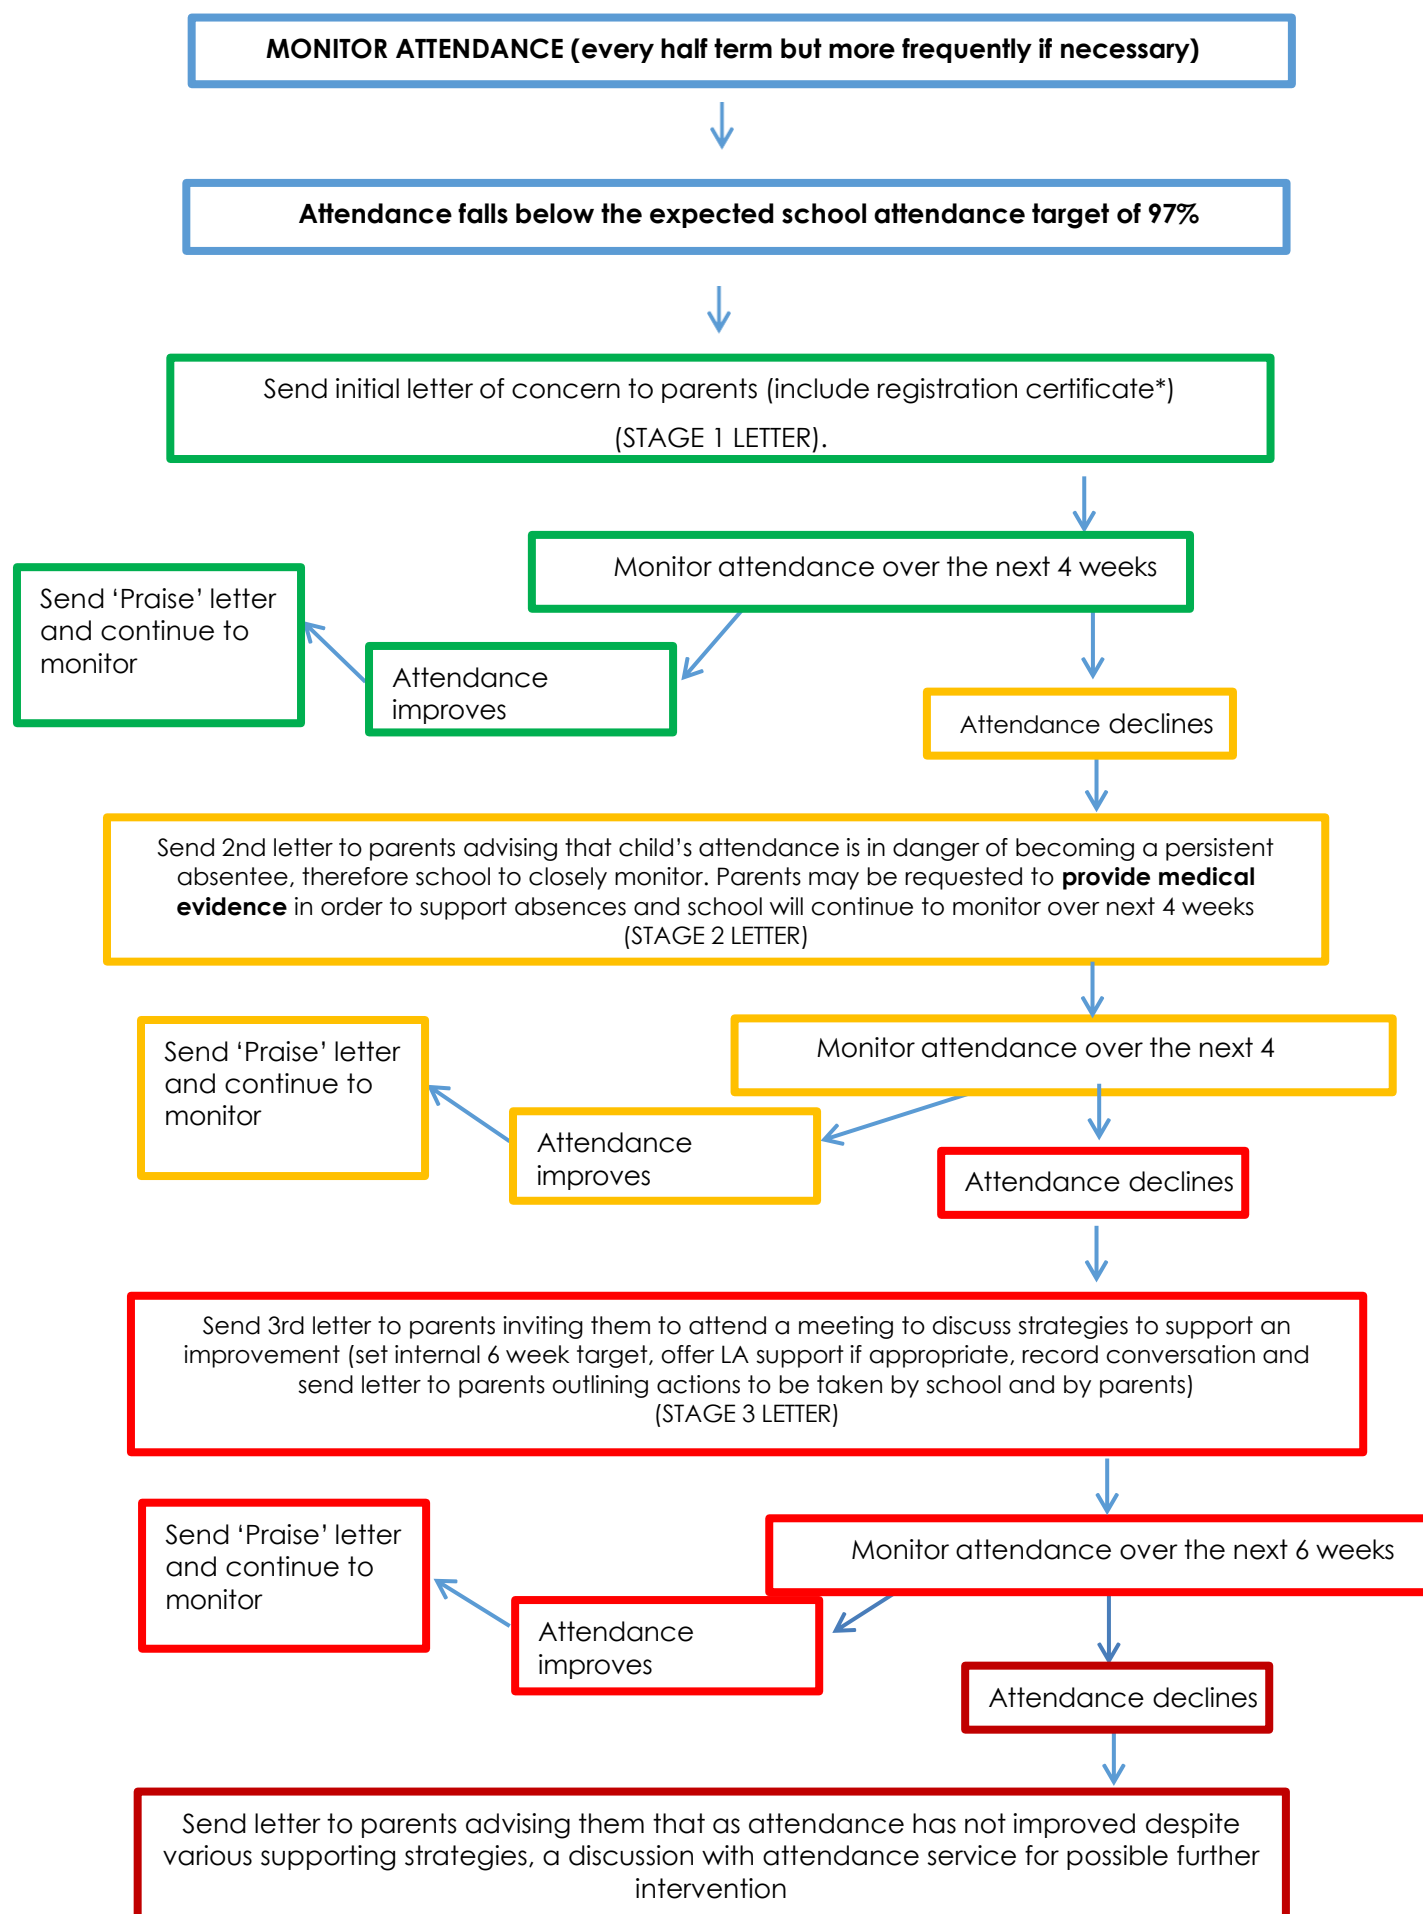 MONITOR ATTENDANCE (every half term but more frequently if necessary)
Attendance falls below the expected school attendance target of 97%
Send initial letter of concern to parents (include registration certificate*)
(STAGE 1 LETTER).
Monitor attendance over the next 4 weeks
Send ‘Praise’ letter
and continue to
monitor
Attendance
improves
Attendance declines
Send 2nd letter to parents advising that child’s attendance is in danger of becoming a persistent
absentee, therefore school to closely monitor. Parents may be requested to provide medical
evidence in order to support absences and school will continue to monitor over next 4 weeks
(STAGE 2 LETTER)
Monitor attendance over the next 4
Send ‘Praise’ letter
and continue to
monitor
Attendance
improves
Attendance declines
Send 3rd letter to parents inviting them to attend a meeting to discuss strategies to support an
improvement (set internal 6 week target, offer LA support if appropriate, record conversation and
send letter to parents outlining actions to be taken by school and by parents)
(STAGE 3 LETTER)
Monitor attendance over the next 6 weeks
Send ‘Praise’ letter
and continue to
monitor
Attendance
improves
Attendance declines
Send letter to parents advising them that as attendance has not improved despite
various supporting strategies, a discussion with attendance service for possible further
intervention